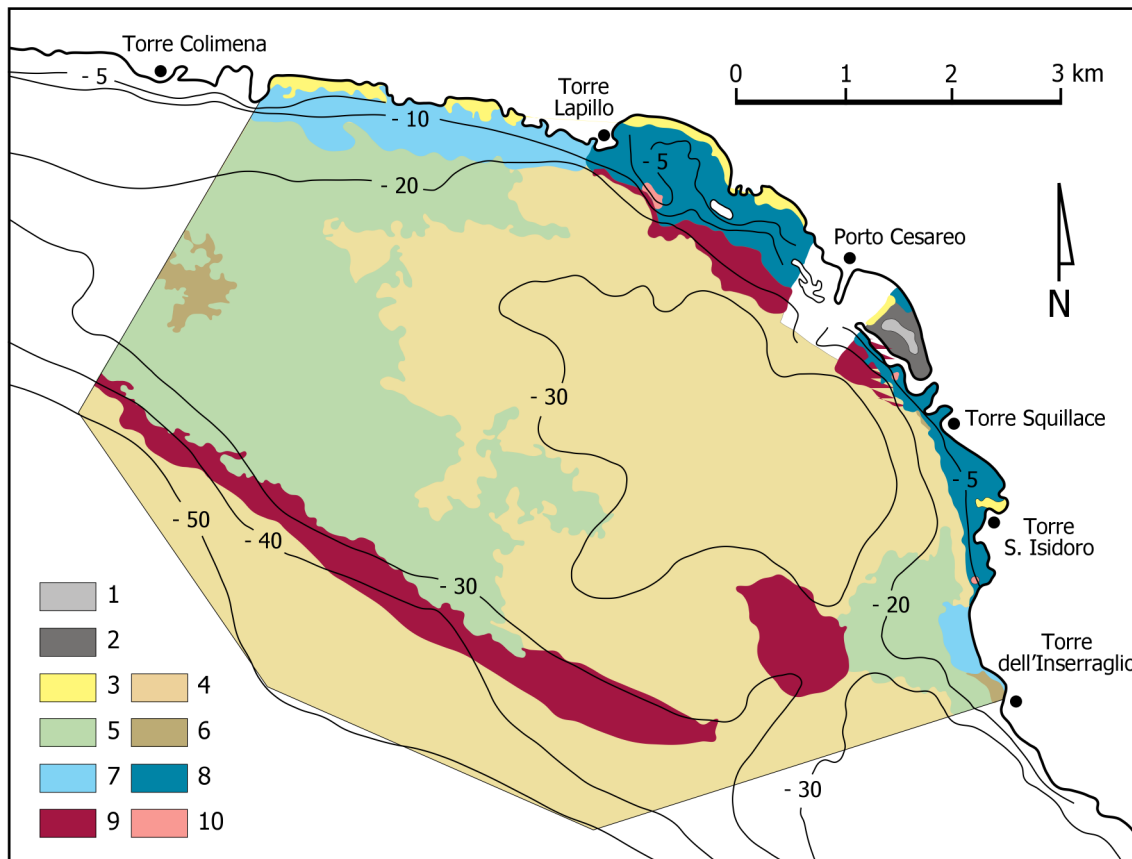 Torre Colimena
0 1 2 3 km
- 5
Torre
Lapillo
- 10
- 5
- 20
Porto Cesareo
N
- 30
Torre Squillace
- 5
- 50
- 40
Torre
S. Isidoro
- 30
- 20
1
2
Torre
dell'Inserraglio
3 4
5 6
7 8
- 30
9 10